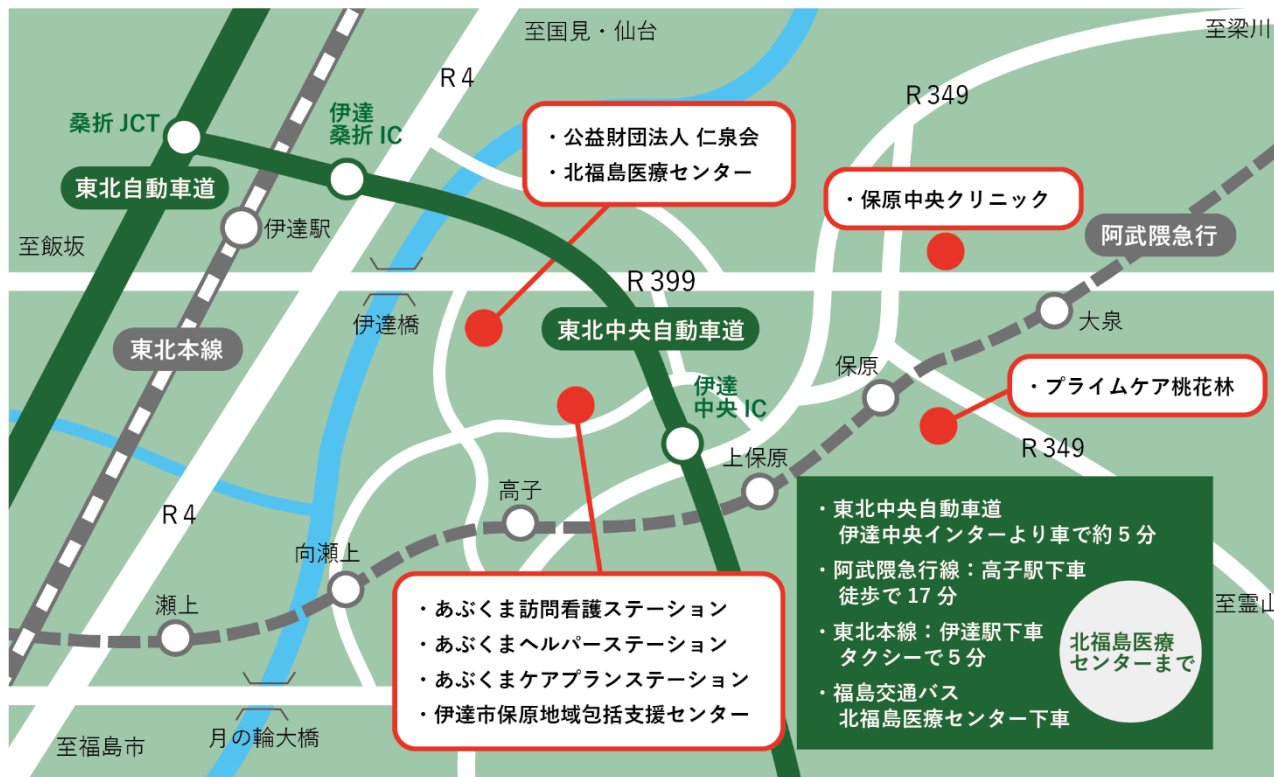 至国見・仙台
至梁川
R 4
R 349
桑折 JCT
伊達
桑折 IC
・公益財団法人 仁泉会
・北福島医療センター
東北自動車道
・保原中央クリニック
伊達駅
至飯坂
阿武隈急行
R 399
伊達橋
東北中央自動車道
大泉
東北本線
保原
・プライムケア桃花林
伊達
中央 IC
R 349
上保原
高子
R 4
向瀬上
瀬上
・東北中央自動車道
伊達中央インターより車で約 5 分
・阿武隈急行線：高子駅下車
徒歩で 17 分
・東北本線：伊達駅下車
タクシーで 5 分
・福島交通バス
北福島医療センター下車
北福島医療
センターまで
至霊山
・あぶくま訪問看護ステーション
・あぶくまヘルパーステーション
・あぶくまケアプランステーション
・伊達市保原地域包括支援センター
月の輪大橋
至福島市